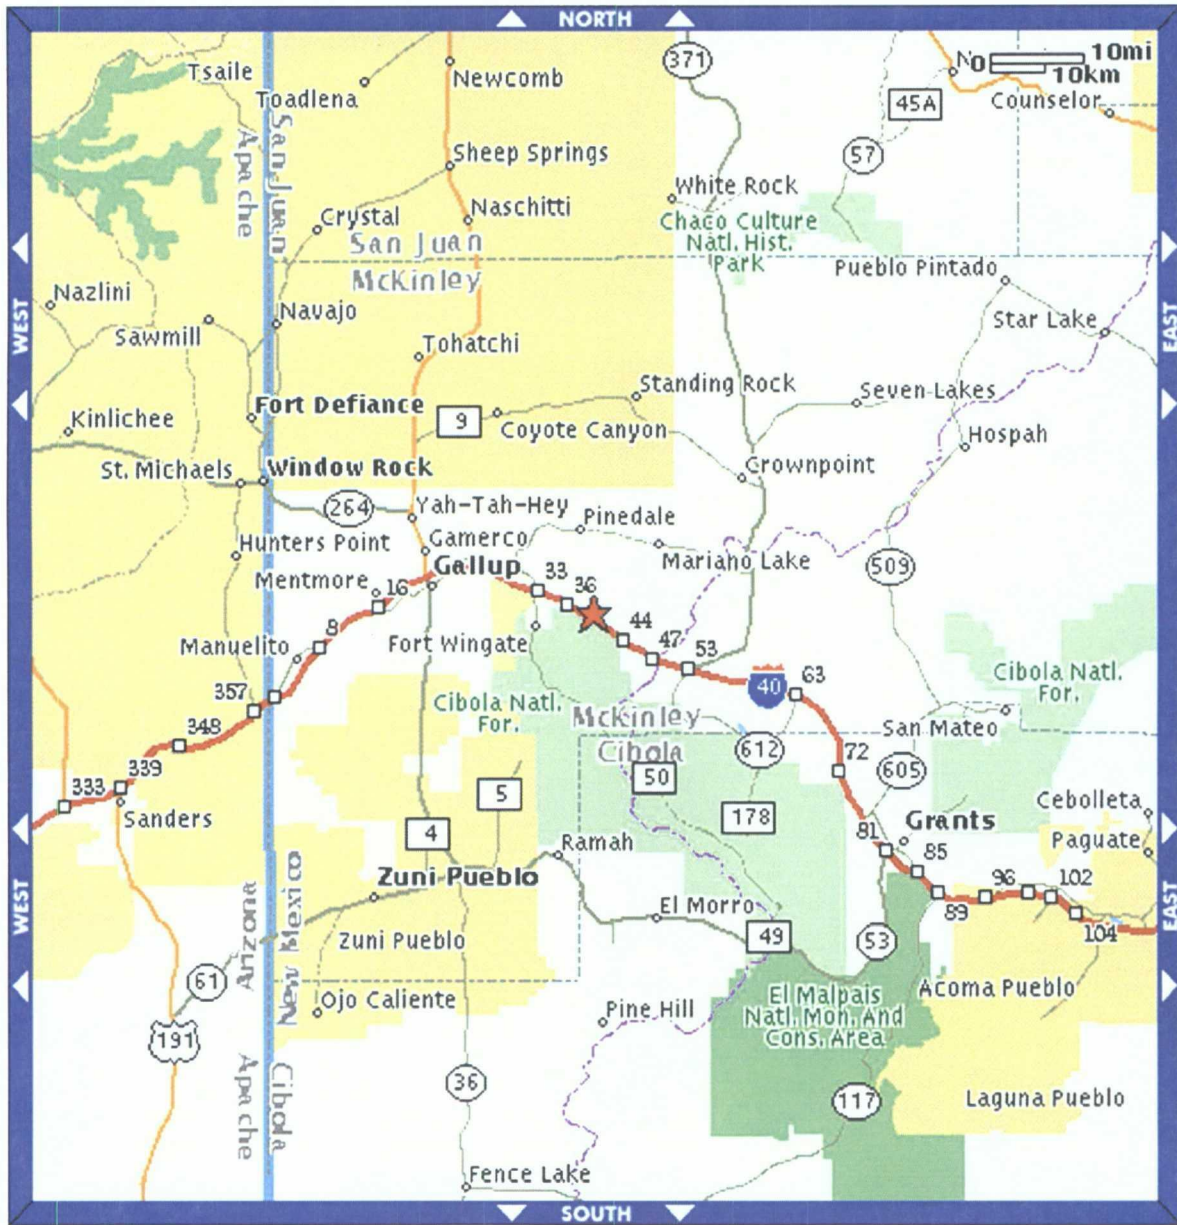 NORTH
371
No
10mi
10km
Tsaile
Newcomb
Toadlena
45A
Counselor
San Juan
Apache
57
Sheep Springs
White Rock
Naschitti
Crystal
Chaco Culture
Natl. Hist.
Park
San Juan
McKinley
Pueblo Pintado
WEST
EAST
Nazlini
Navajo
Star Lake
Sawmill
Tohatchi
Standing Rock
Seven Lakes
Fort Defiance
9
Kinlichee
Coyote Canyon
Hospah
St. Michaels
Window Rock
Crownpoint
264
Yah-Tah-Hey
Pinedale
Hunters Point
Gamerco
Mariano Lake
509
Mentmore
16
Gallup
33
36
8
44
47
53
Manuelito
Fort Wingate
40
63
Cibola Natl.
For.
357
Cibola Natl.
For.
McKinley
Cibola
San Mateo
348
612
72
605
339
333
50
5
178
Cebolleta
Sanders
4
Ramah
81
Grants
Paguate
85
Zuni Pueblo
96
102
WEST
EAST
El Morro
89
104
Arizona
New Mexico
Zuni Pueblo
49
53
61
Ojo Caliente
Acoma Pueblo
El Malpais
Natl. Mon. And
Cons. Area
Pine Hill
191
Apache
Cibola
36
117
Laguna Pueblo
Fence Lake
SOUTH